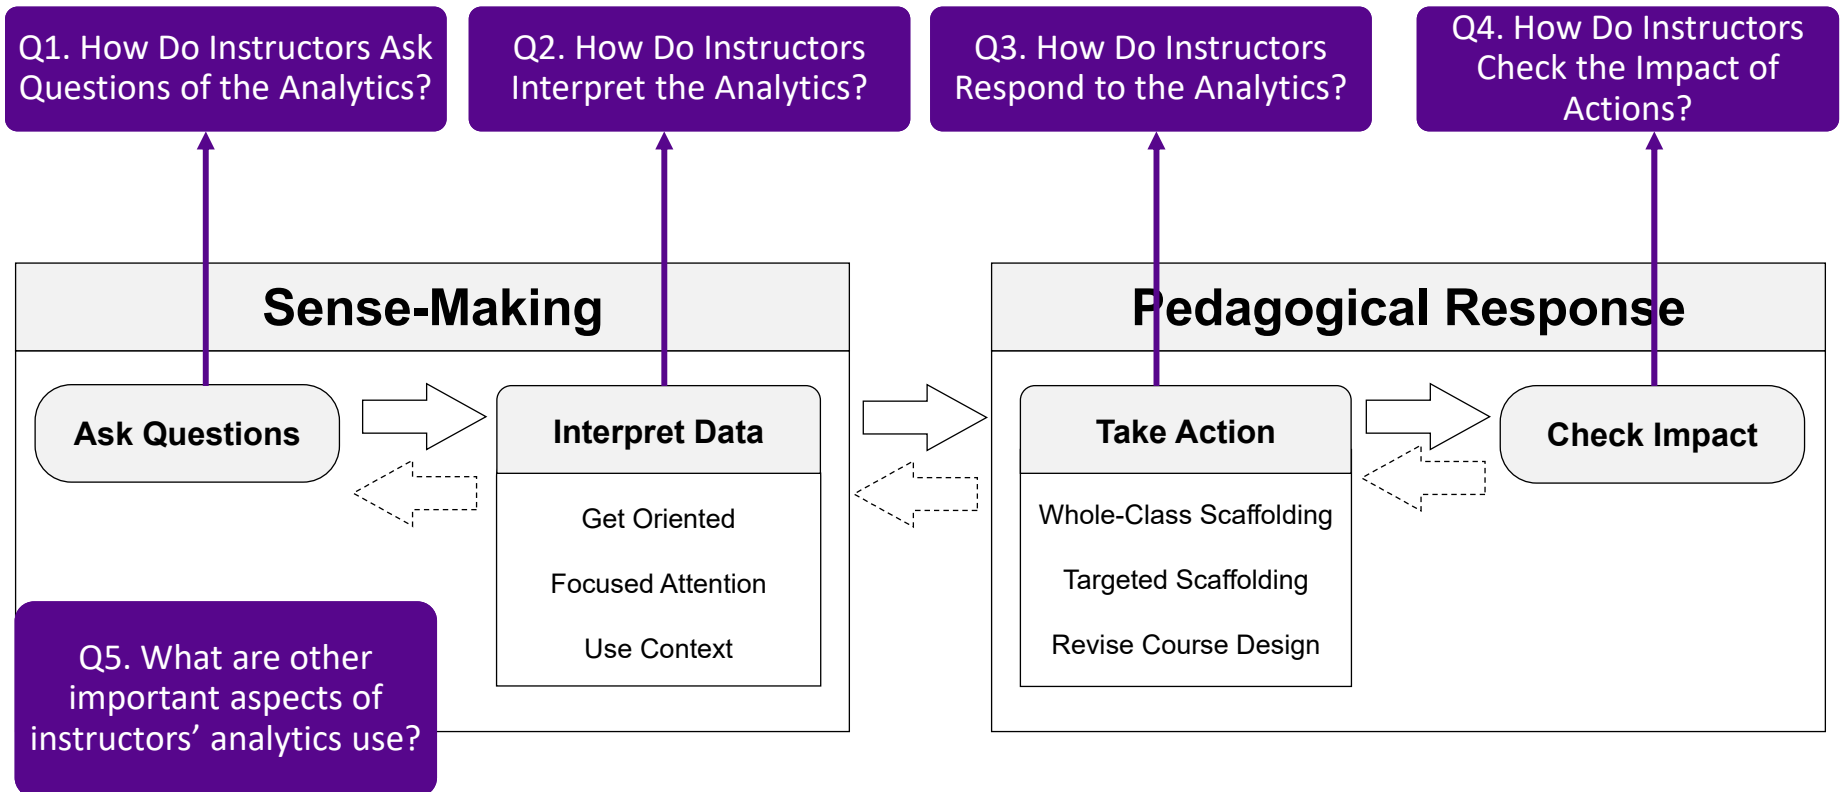 Q1. How Do Instructors Ask
Questions of the Analytics?
Q2. How Do Instructors
Interpret the Analytics?
Q3. How Do Instructors
Respond to the Analytics?
Q4. How Do Instructors
Check the Impact of
Actions?
Sense-Making
Pedagogical Response
Ask Questions
Interpret Data
Get Oriented
Focused Attention
Use Context
Take Action
Whole-Class Scaffolding
Targeted Scaffolding
Revise Course Design
Check Impact
Q5. What are other
important aspects of
instructors’ analytics use?